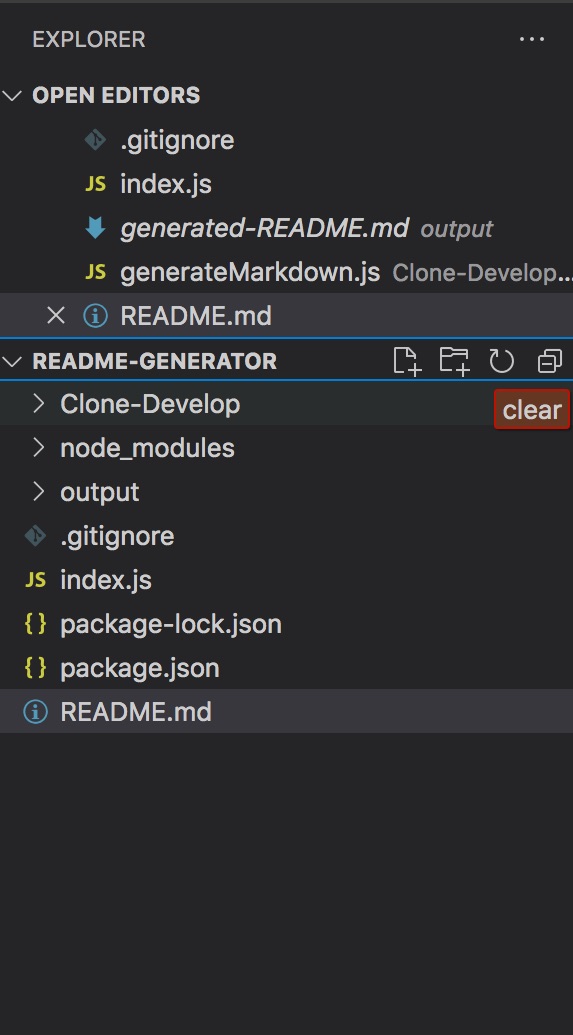 EXPLORER
OPEN EDITORS
.gitignore
JS index.js
generated-README.md output
JS generateMarkdown.js Clone-Develop...
README.md
README-GENERATOR
Clone-Develop
clear
node_modules
output
.gitignore
JS index.js
{ } package-lock.json
{ } package.json
README.md